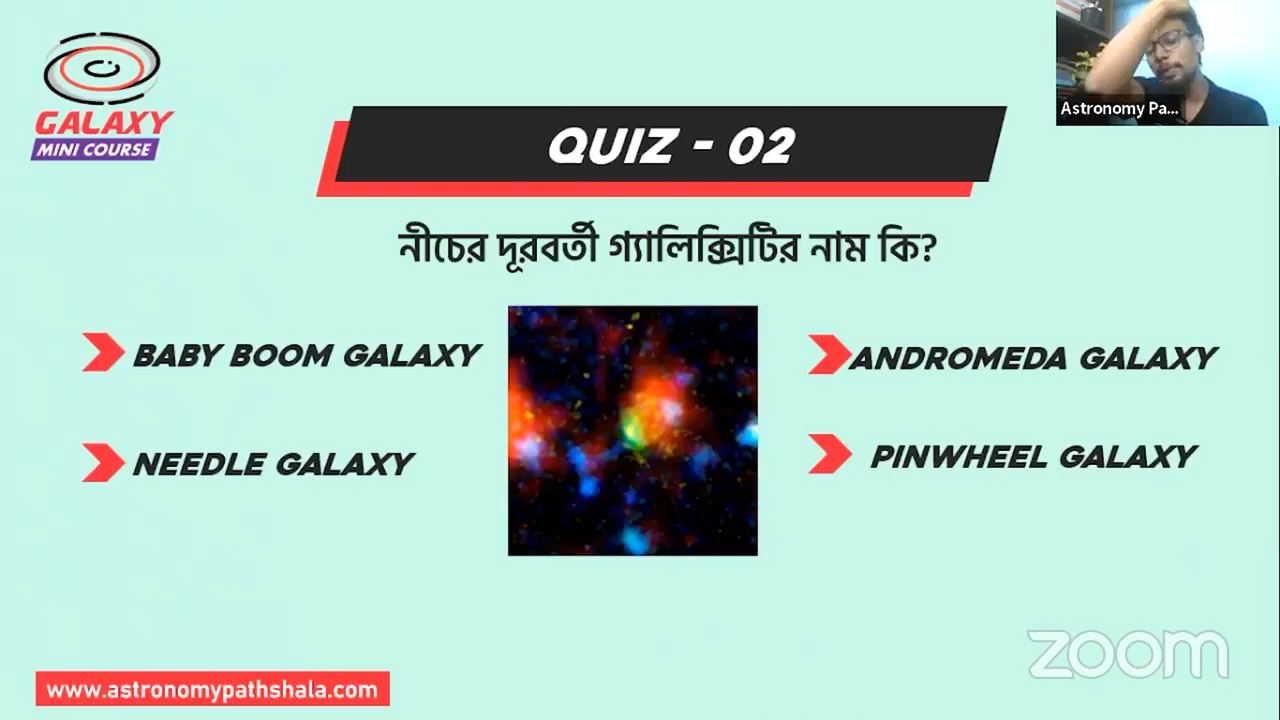 GALAXY
MINI COURSE
Astronomy Pa...
QUIZ - 02
নীচের দূরবর্তী গ্যালিক্সিটির নাম কি?
BABY BOOM GALAXY
ANDROMEDA GALAXY
NEEDLE GALAXY
PINWHEEL GALAXY
zoom
www.astronomypathshala.com